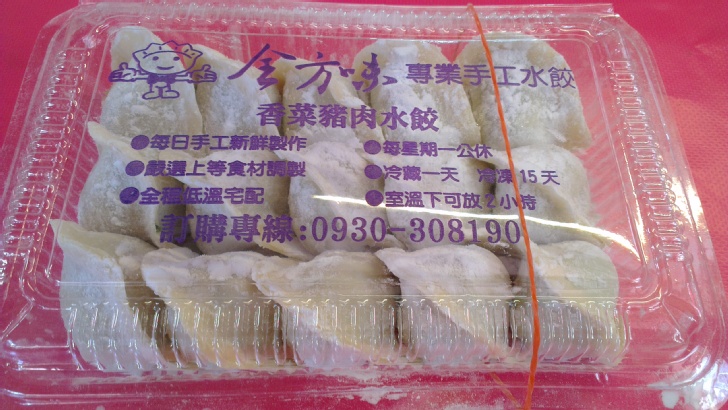 全方味 專業手工水餃
香菜豬肉水餃
●每日手工新鮮製作
●嚴選上等食材調製
●全程低溫宅配
●每星期一公休
●冷藏一天 冷凍15天
●室溫下可放2小時
訂購專線:0930-308190